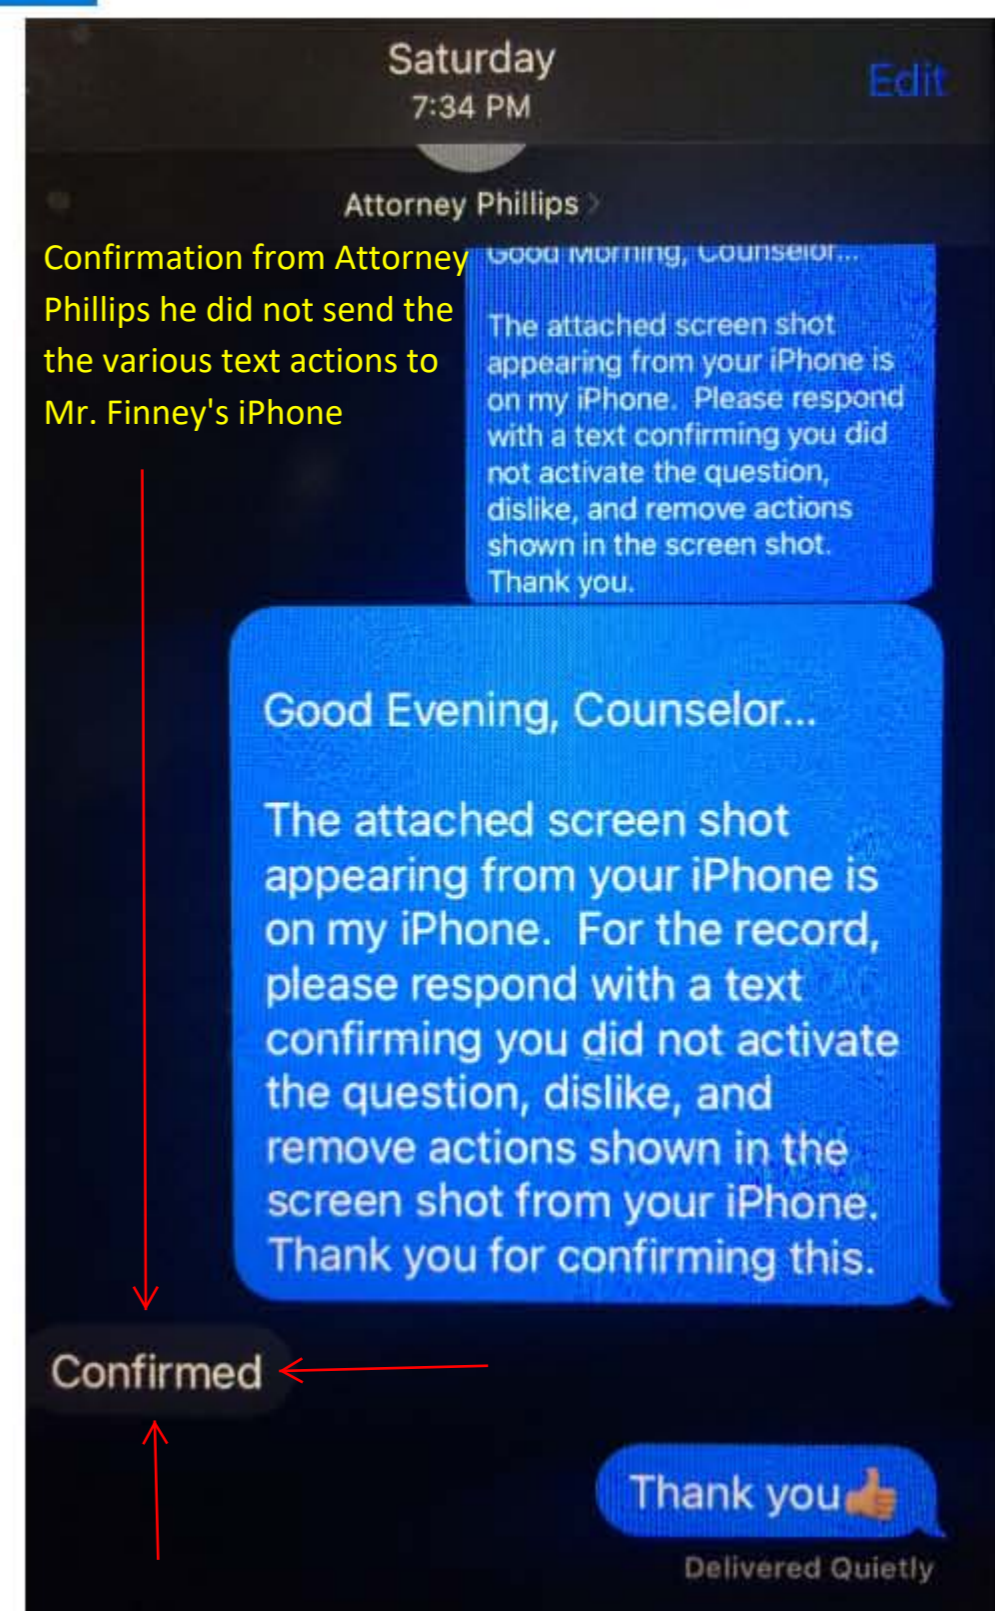 Saturday
7:34 PM
Edit
Attorney Phillips >
Confirmation from Attorney
Phillips he did not send the
the various text actions to
Mr. Finney's iPhone
Good Morning, Counselor...
The attached screen shot
appearing from your iPhone is
on my iPhone.  Please respond
with a text confirming you did
not activate the question,
dislike, and remove actions
shown in the screen shot.
Thank you.
Good Evening, Counselor...
The attached screen shot
appearing from your iPhone is
on my iPhone.  For the record,
please respond with a text
confirming you did not activate
the question, dislike, and
remove actions shown in the
screen shot from your iPhone.
Thank you for confirming this.
Confirmed
Thank you👍
Delivered Quietly